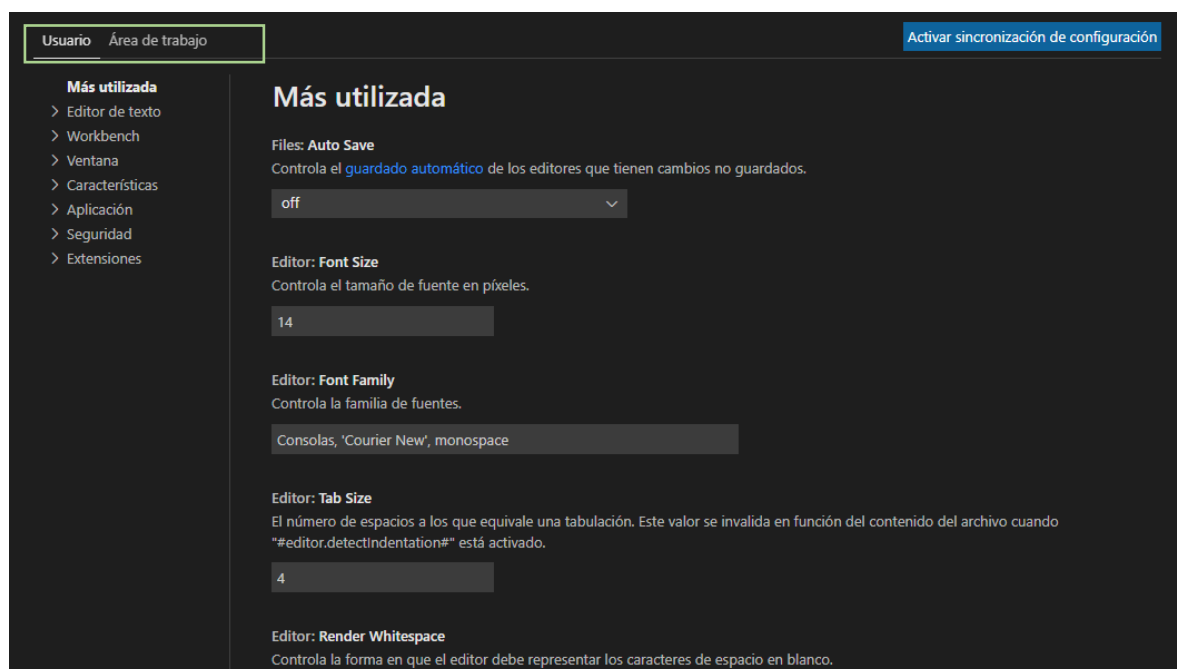 Usuario Área de trabajo
Activar sincronización de configuración
Más utilizada
Editor de texto
Workbench
Ventana
Características
Aplicación
Seguridad
Extensiones
Más utilizada
Files: Auto Save
Controla el guardado automático de los editores que tienen cambios no guardados.
off
Editor: Font Size
Controla el tamaño de fuente en píxeles.
14
Editor: Font Family
Controla la familia de fuentes.
Consolas, 'Courier New', monospace
Editor: Tab Size
El número de espacios a los que equivale una tabulación. Este valor se invalida en función del contenido del archivo cuando
"#editor.detectIndentation#" está activado.
4
Editor: Render Whitespace
Controla la forma en que el editor debe representar los caracteres de espacio en blanco.